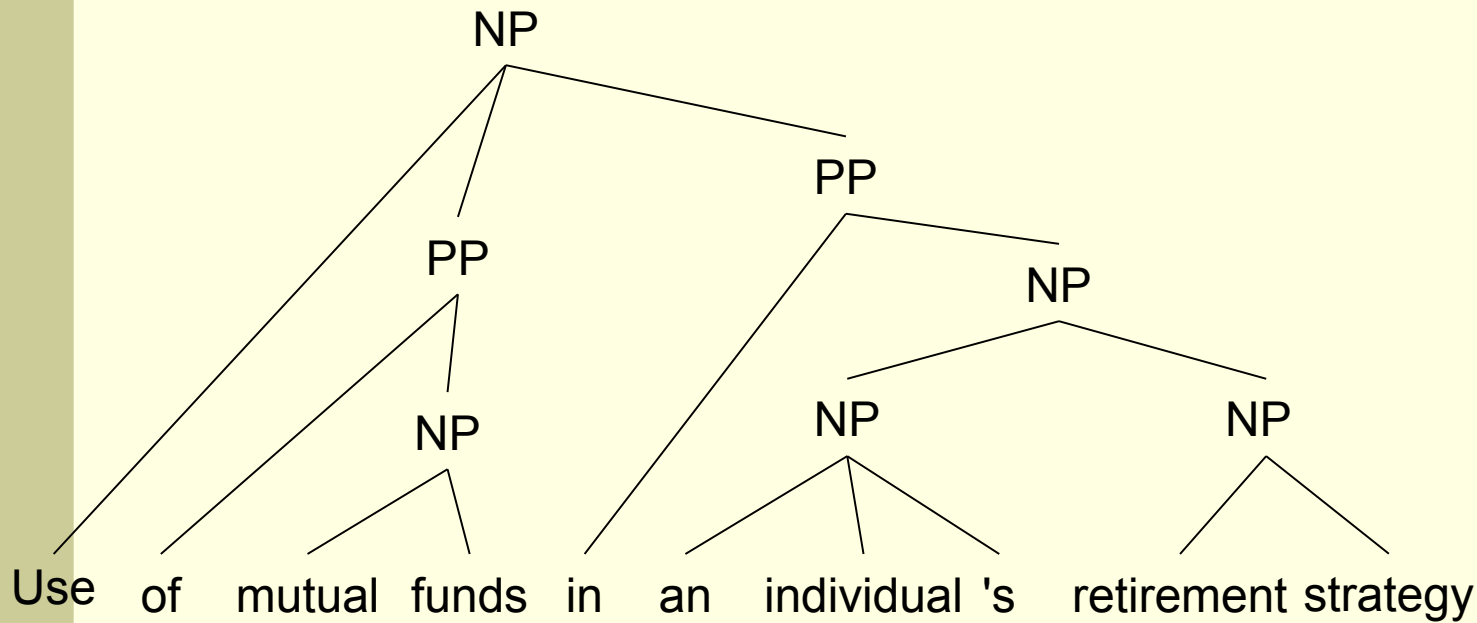 NP
PP
PP
NP
NP
NP
NP
Use of mutual funds in an individual 's retirement strategy